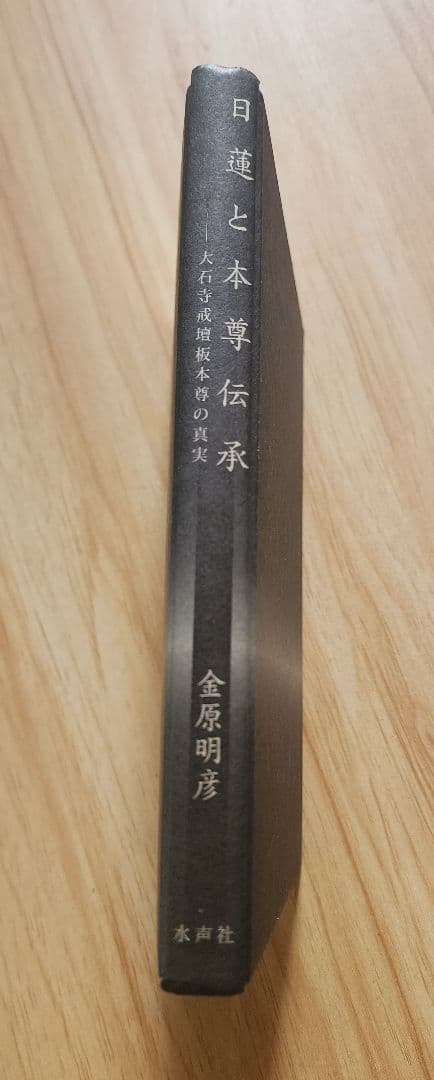 日蓮と本尊伝承
―大石寺戒壇板本尊の真実
金原明彦
水声社